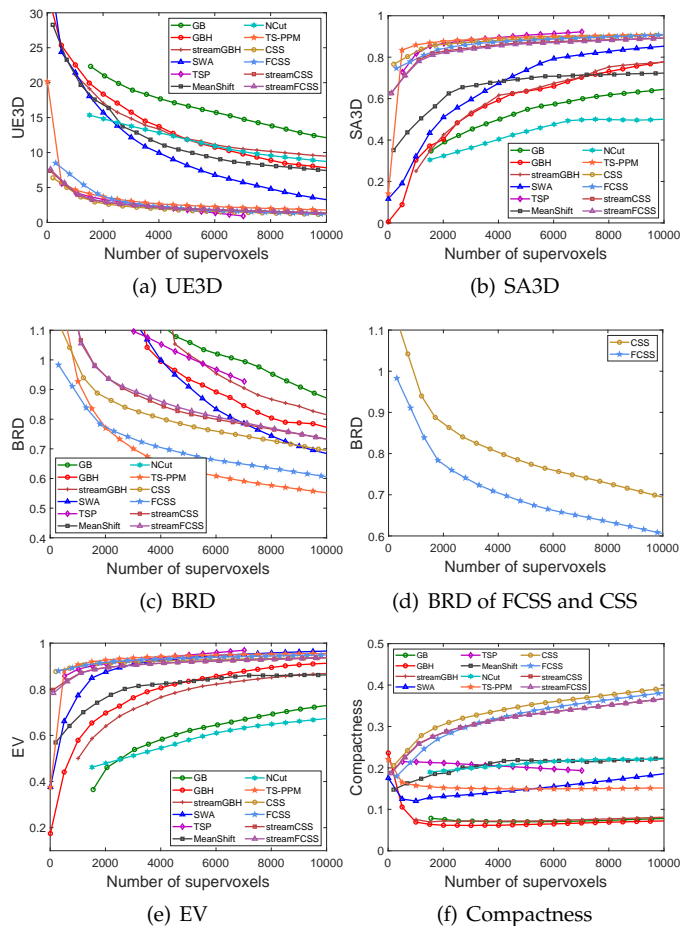 30
25
20
15
10
5
0
UE3D
2000 4000 6000 8000 10000
Number of supervoxels
GB
GBH
streamGBH
SWA
TSP
MeanShift
NCut
TS-PPM
CSS
FCSS
streamCSS
streamFCSS
(a) UE3D
1
0.8
0.6
0.4
0.2
0
SA3D
0 2000 4000 6000 8000 10000
Number of supervoxels
GB
GBH
streamGBH
SWA
TSP
MeanShift
NCut
TS-PPM
CSS
FCSS
streamCSS
streamFCSS
(b) SA3D
1.1
1
0.9
0.8
0.7
0.6
0.5
0.4
BRD
0 2000 4000 6000 8000 10000
Number of supervoxels
GB
GBH
streamGBH
SWA
TSP
MeanShift
NCut
TS-PPM
CSS
FCSS
streamCSS
streamFCSS
(c) BRD
1.1
1
0.9
0.8
0.7
0.6
BRD
0 2000 4000 6000 8000 10000
Number of supervoxels
CSS
FCSS
(d) BRD of FCSS and CSS
1
0.8
0.6
0.4
0.2
EV
0 2000 4000 6000 8000 10000
Number of supervoxels
GB
GBH
streamGBH
SWA
TSP
MeanShift
NCut
TS-PPM
CSS
FCSS
streamCSS
streamFCSS
(e) EV
0.5
0.4
0.3
0.2
0.1
0
Compactness
0 2000 4000 6000 8000 10000
Number of supervoxels
GB
GBH
streamGBH
SWA
TSP
MeanShift
NCut
TS-PPM
CSS
FCSS
streamCSS
streamFCSS
(f) Compactness